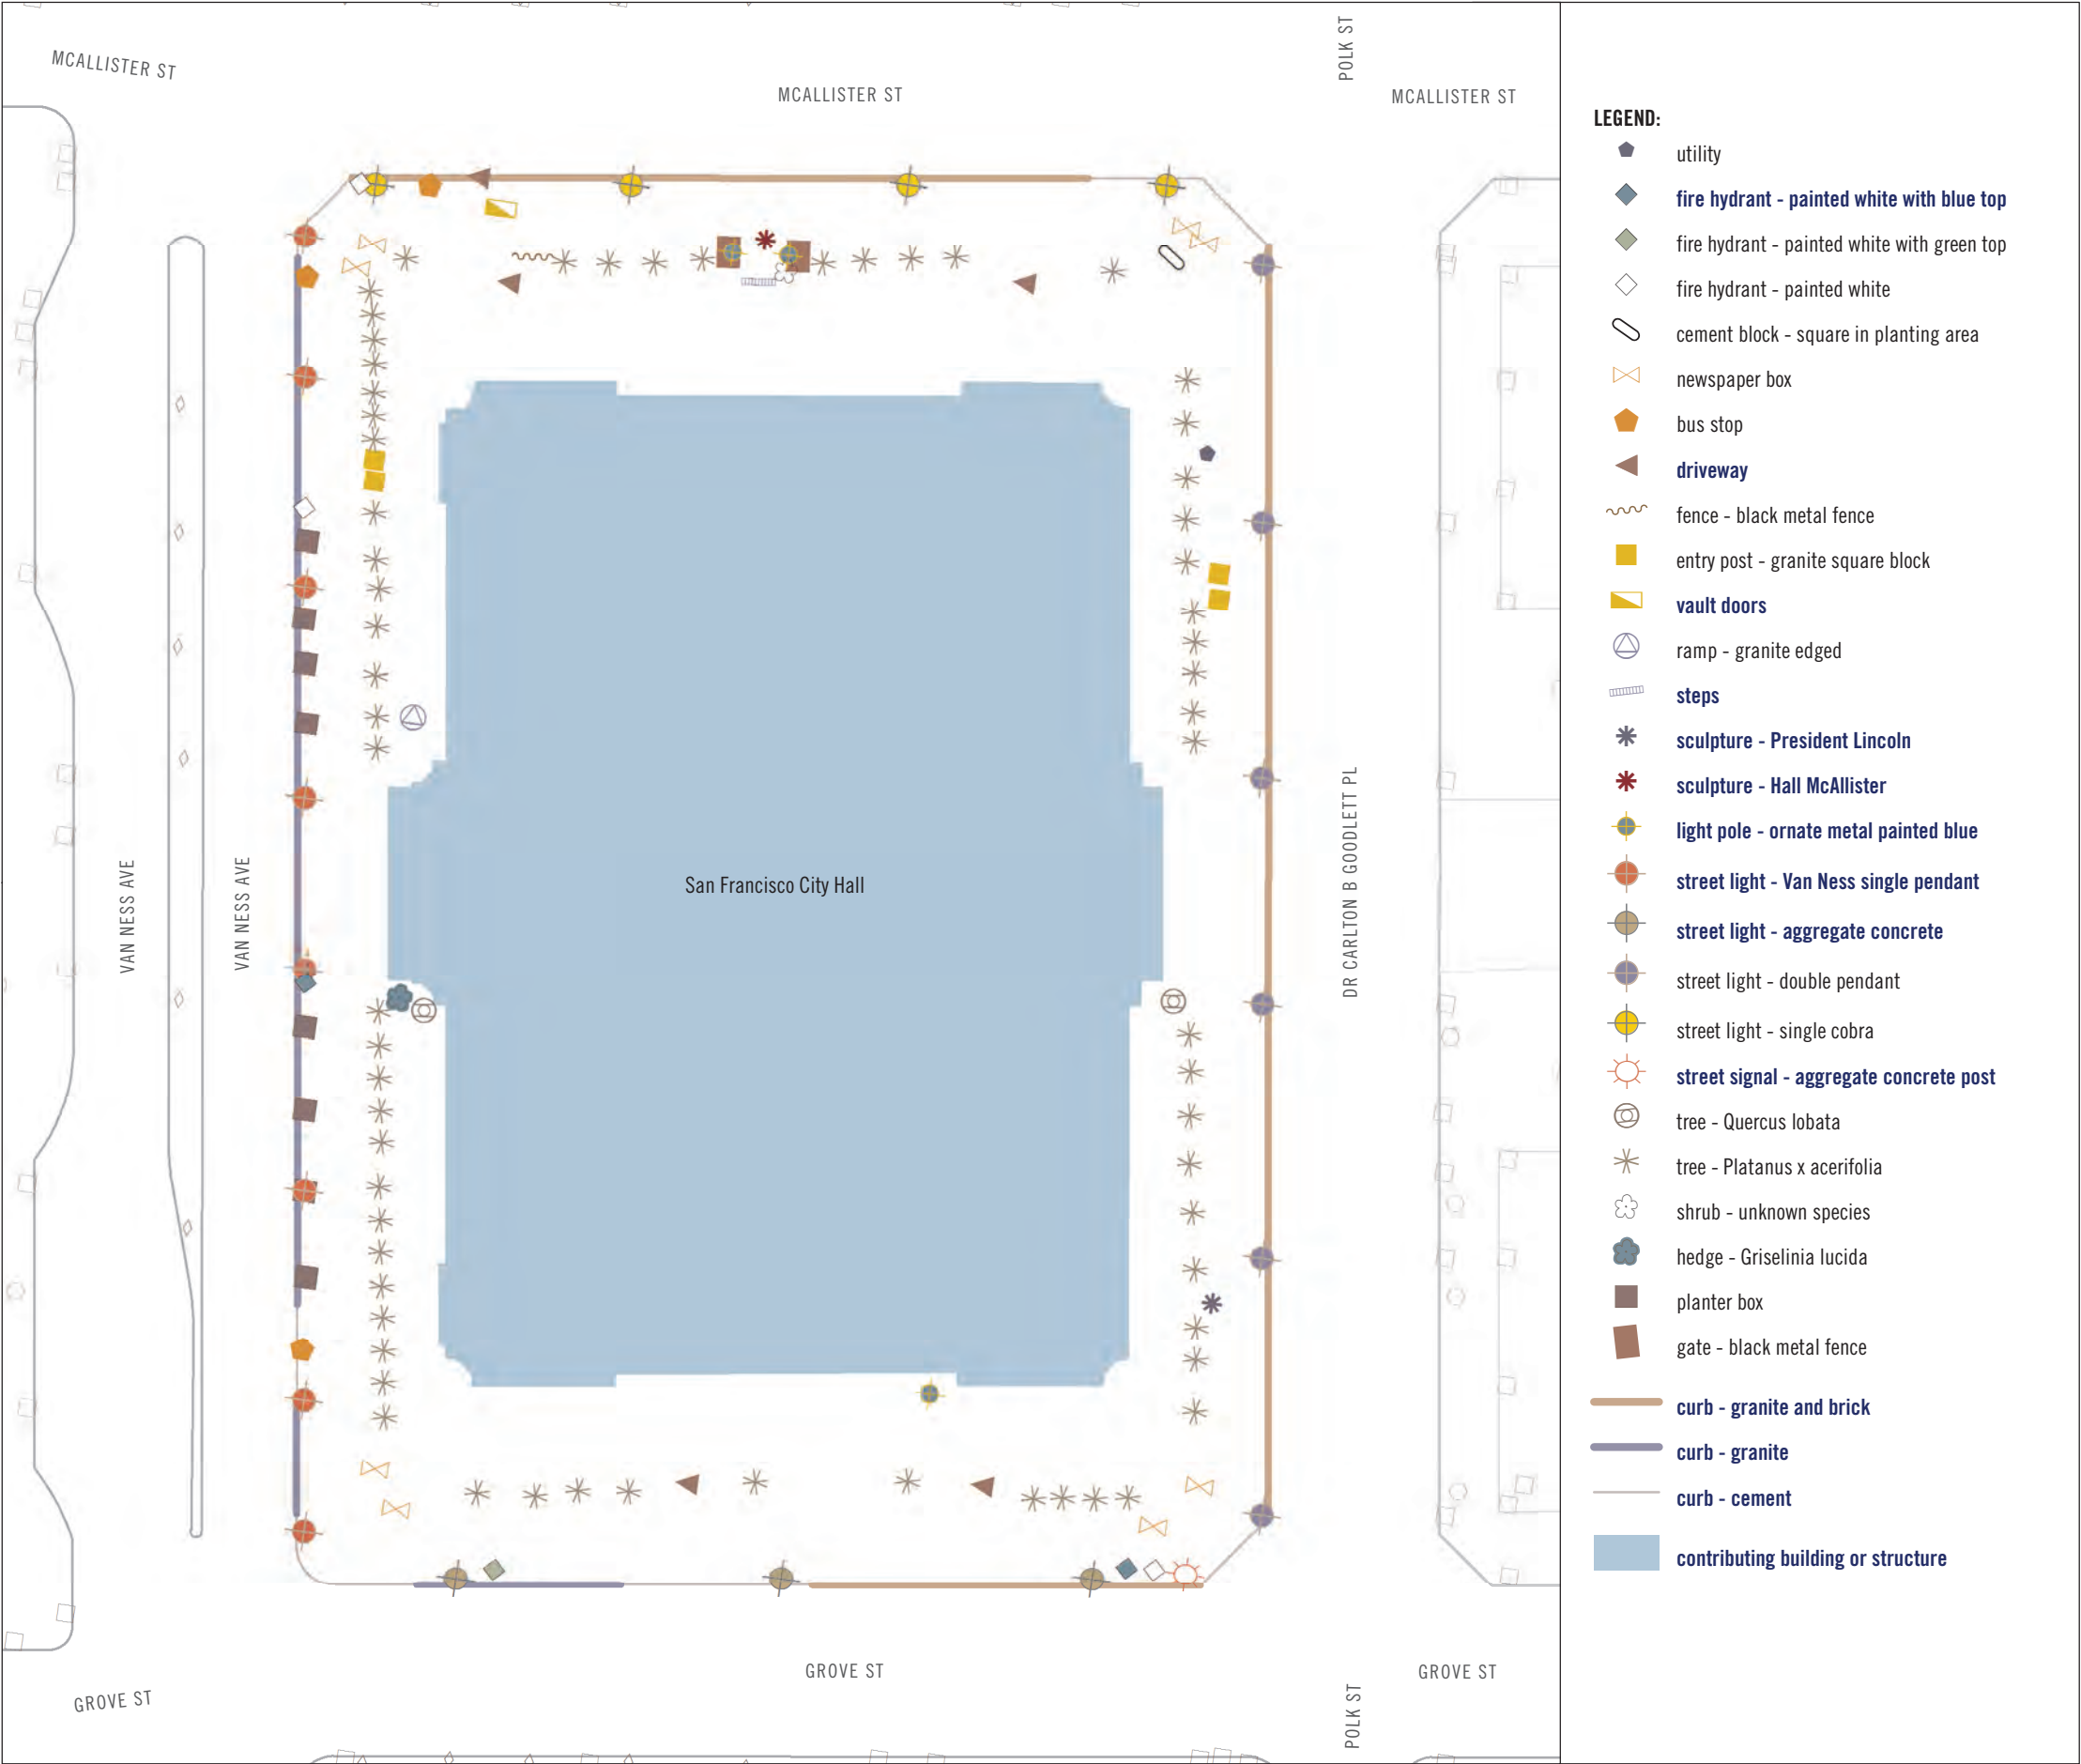 MCALLISTER ST
MCALLISTER ST
POLK ST
MCALLISTER ST
VAN NESS AVE
VAN NESS AVE
San Francisco City Hall
DR CARLTON B GOODLETT PL
GROVE ST
GROVE ST
POLK ST
GROVE ST
LEGEND:
utility
fire hydrant - painted white with blue top
fire hydrant - painted white with green top
fire hydrant - painted white
cement block - square in planting area
newspaper box
bus stop
driveway
fence - black metal fence
entry post - granite square block
vault doors
ramp - granite edged
steps
sculpture - President Lincoln
sculpture - Hall McAllister
light pole - ornate metal painted blue
street light - Van Ness single pendant
street light - aggregate concrete
street light - double pendant
street light - single cobra
street signal - aggregate concrete post
tree - Quercus lobata
tree - Platanus x acerifolia
shrub - unknown species
hedge - Griselinia lucida
planter box
gate - black metal fence
curb - granite and brick
curb - granite
curb - cement
contributing building or structure